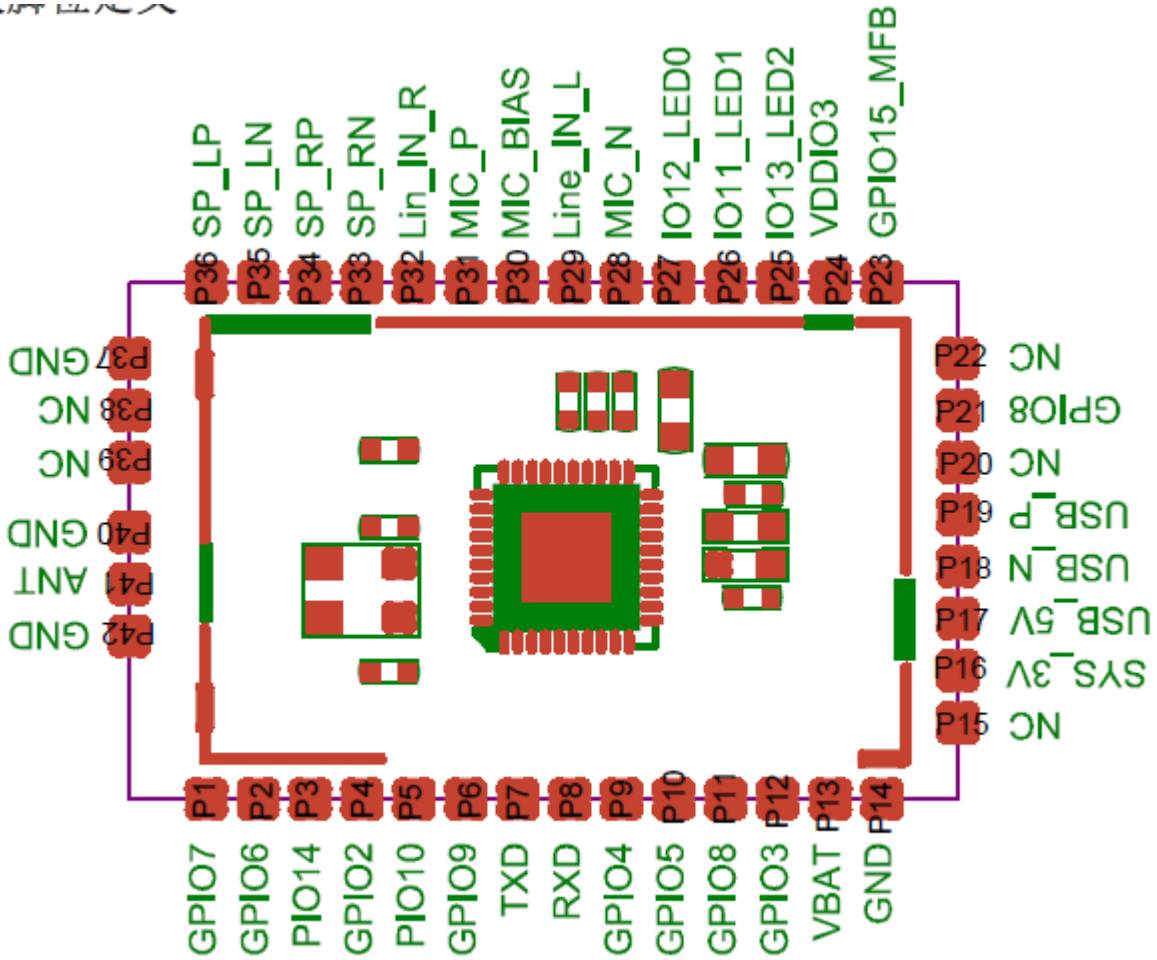 脚位定义
SP_LP
SP_LN
SP_RP
SP_RN
Lin_IN_R
MIC_P
MIC_BIAS
Line_IN_L
MIC_N
IO12_LED0
IO11_LED1
IO13_LED2
VDDIO3
GPIO15_MFB
P36
P35
P34
P33
P32
P31
P30
P29
P28
P27
P26
P25
P24
P23
GND P37
NC P38
NC P39
GND P40
ANT P41
GND P42
P22 NC
P21 GPIO8
P20 NC
P19 USB_P
P18 USB_N
P17 USB_5V
P16 SYS_3V
P15 NC
P1
P2
P3
P4
P5
P6
P7
P8
P9
P10
P11
P12
P13
P14
GPIO7
GPIO6
PIO14
GPIO2
PIO10
GPIO9
TXD
RXD
GPIO4
GPIO5
GPIO8
GPIO3
VBAT
GND